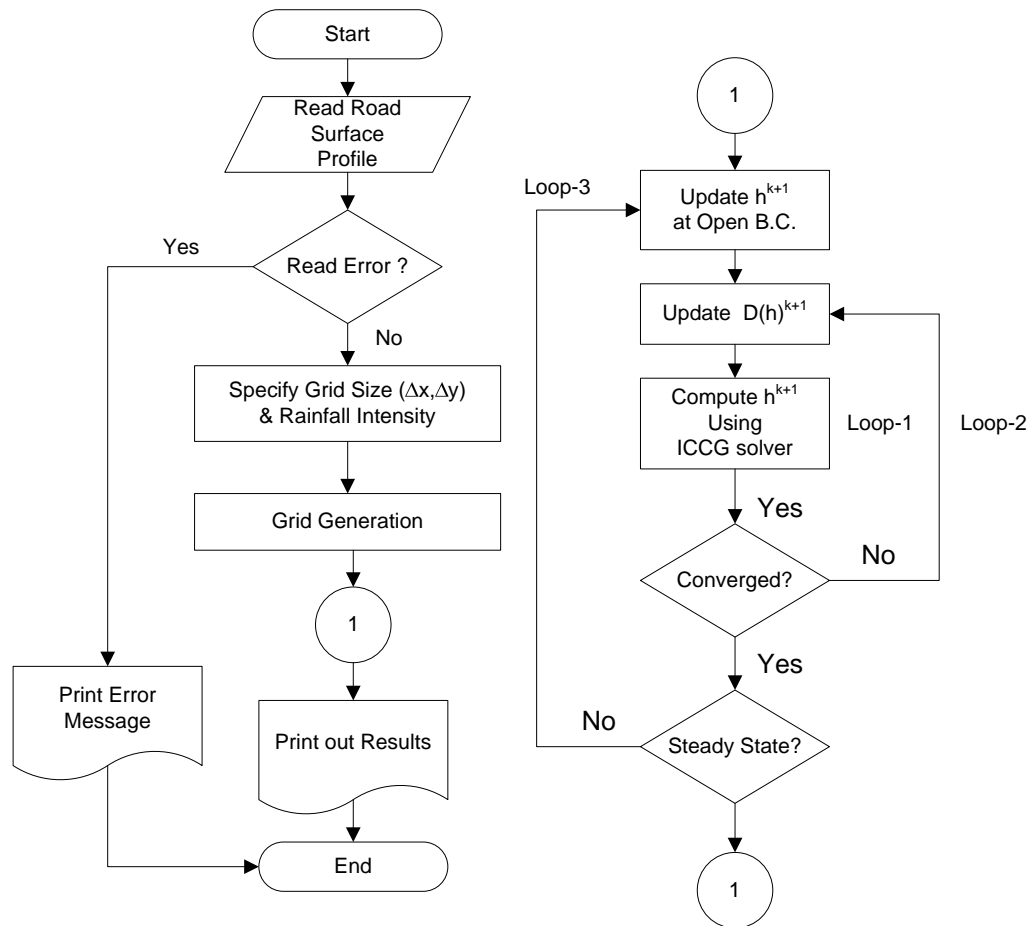 Start
Read Road
Surface
Profile
Yes
Read Error ?
No
Specify Grid Size (Δx,Δy)
& Rainfall Intensity
Grid Generation
1
Print Error
Message
Print out Results
End
1
Loop-3
Update h^{k+1}
at Open B.C.
Update D(h)^{k+1}
Compute h^{k+1}
Using
ICCG solver
Loop-1
Loop-2
Yes
No
Converged?
Yes
No
Steady State?
1